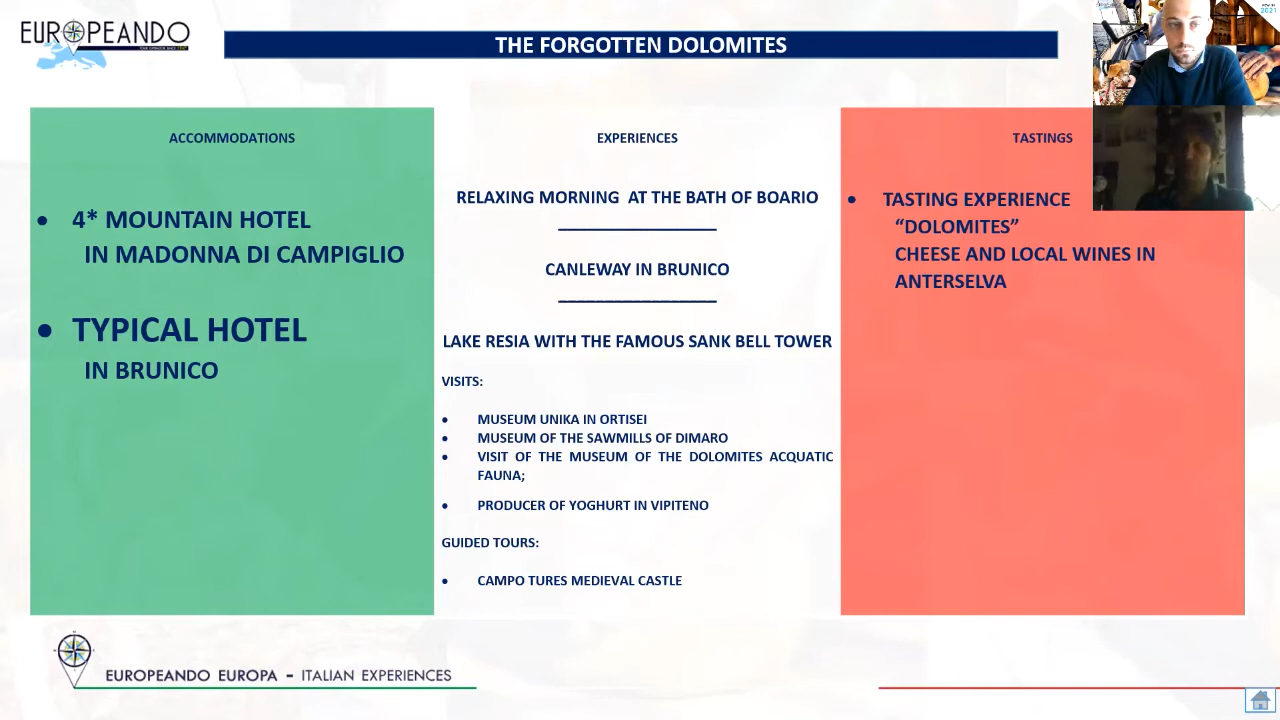 EUROPEANDO
THE FORGOTTEN DOLOMITES
2021
ACCOMMODATIONS
• 4* MOUNTAIN HOTEL
IN MADONNA DI CAMPIGLIO
• TYPICAL HOTEL
IN BRUNICO
EXPERIENCES
RELAXING MORNING AT THE BATH OF BOARIO
CANLEWAY IN BRUNICO
LAKE RESIA WITH THE FAMOUS SANK BELL TOWER
VISITS:
• MUSEUM UNIKA IN ORTISEI
• MUSEUM OF THE SAWMILLS OF DIMARO
• VISIT OF THE MUSEUM OF THE DOLOMITES ACQUATIC
FAUNA;
• PRODUCER OF YOGHURT IN VIPITENO
GUIDED TOURS:
• CAMPO TURES MEDIEVAL CASTLE
TASTINGS
• TASTING EXPERIENCE
“DOLOMITES”
CHEESE AND LOCAL WINES IN
ANTERSELVA
EUROPEANDO EUROPA – ITALIAN EXPERIENCES